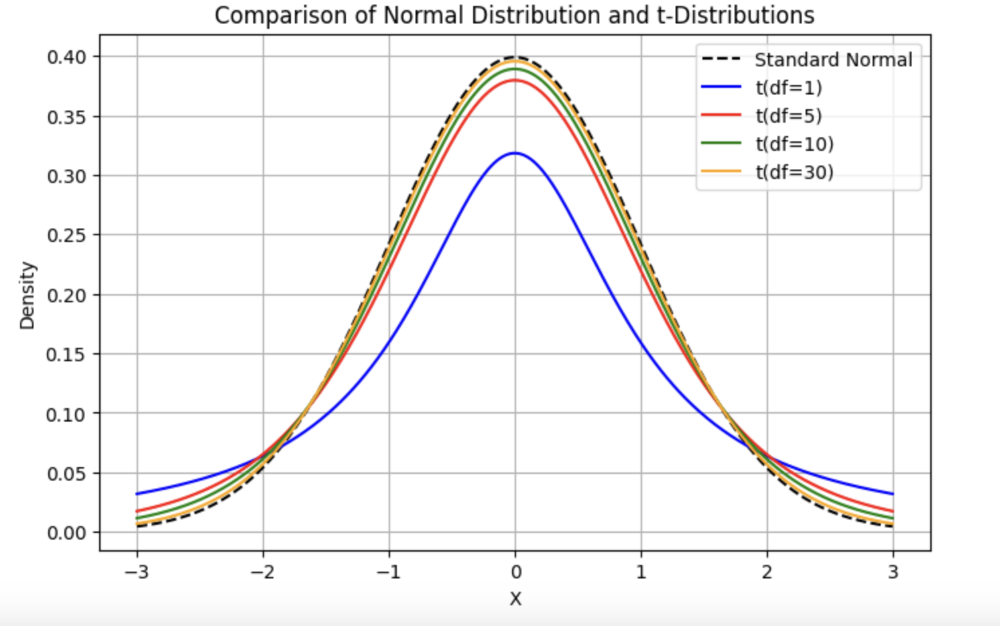 Comparison of Normal Distribution and t-Distributions
Standard Normal
t(df=1)
t(df=5)
t(df=10)
t(df=30)
0.40
0.35
0.30
0.25
0.20
0.15
0.10
0.05
0.00
Density
−3
−2
−1
0
1
2
3
X